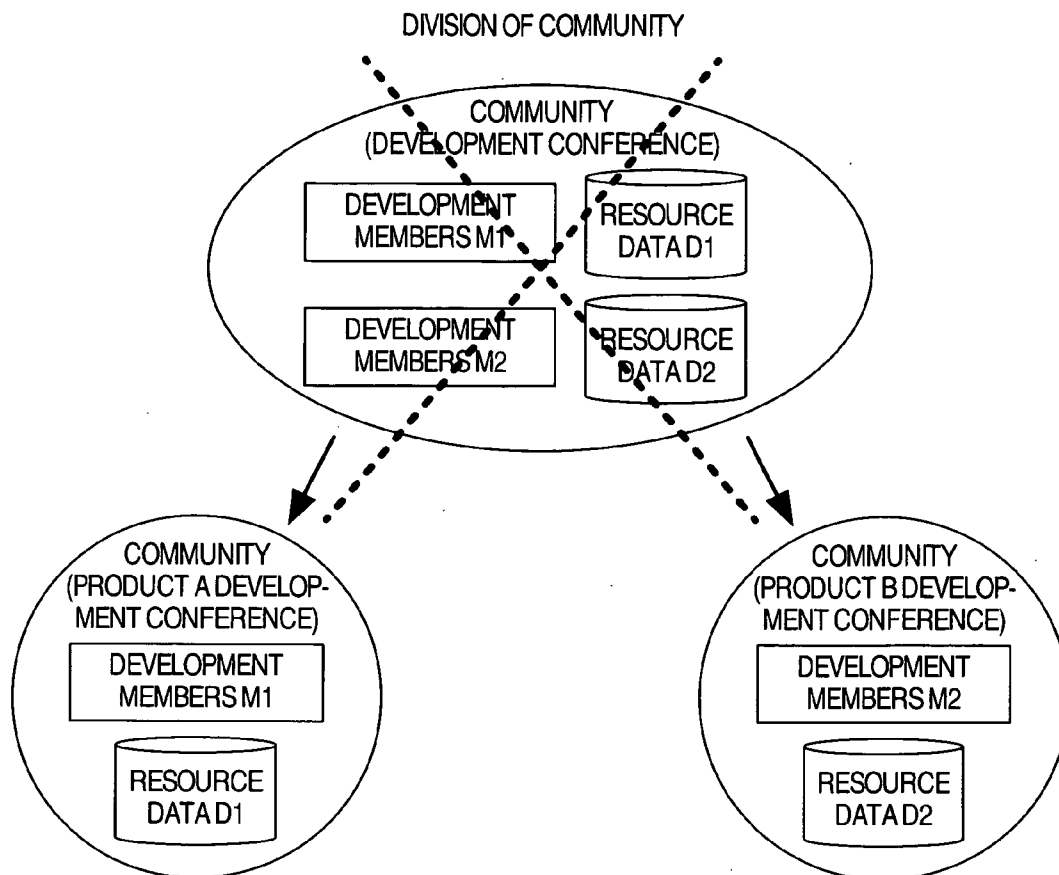 DIVISION OF COMMUNITY
COMMUNITY
(DEVELOPMENT CONFERENCE)
DEVELOPMENT
MEMBERS M1
RESOURCE
DATA D1
DEVELOPMENT
MEMBERS M2
RESOURCE
DATA D2
COMMUNITY
(PRODUCT A DEVELOP-
MENT CONFERENCE)
DEVELOPMENT
MEMBERS M1
RESOURCE
DATA D1
COMMUNITY
(PRODUCT B DEVELOP-
MENT CONFERENCE)
DEVELOPMENT
MEMBERS M2
RESOURCE
DATA D2